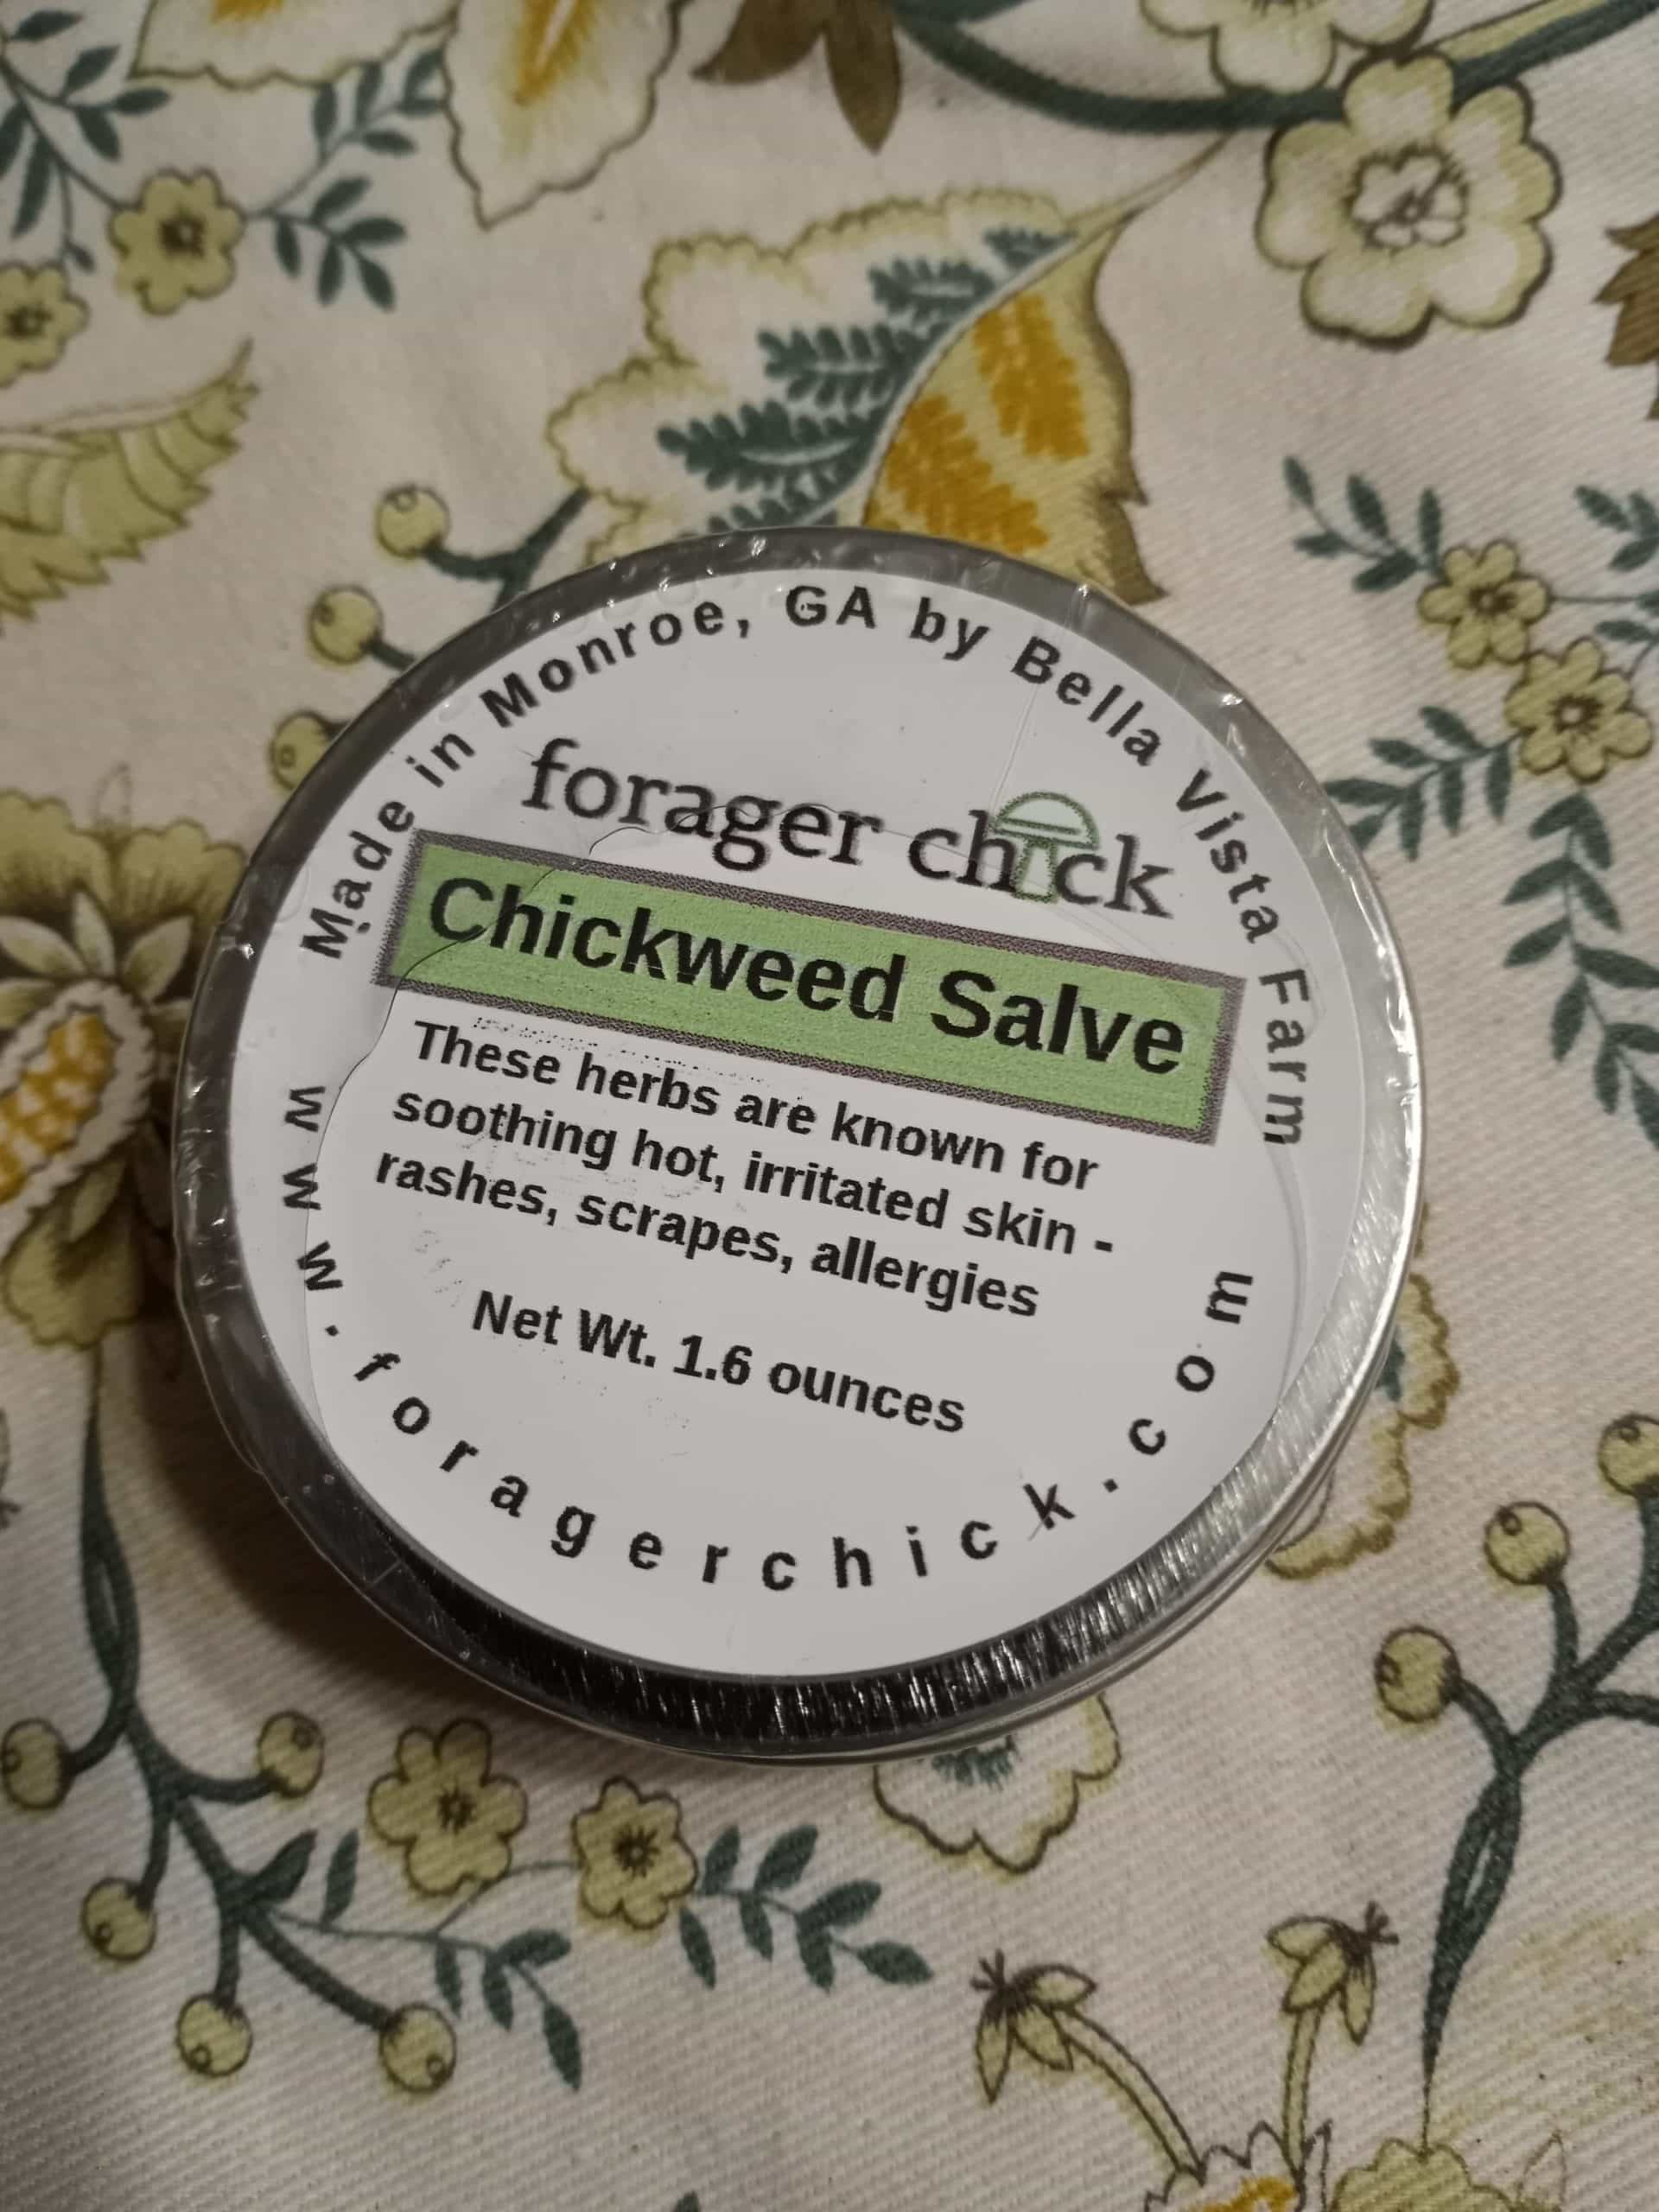 Made in Monroe, GA by Bella Vista Farm
forager chick
Chickweed Salve
These herbs are known for
soothing hot, irritated skin -
rashes, scrapes, allergies
Net Wt. 1.6 ounces
www.foragerchick.com